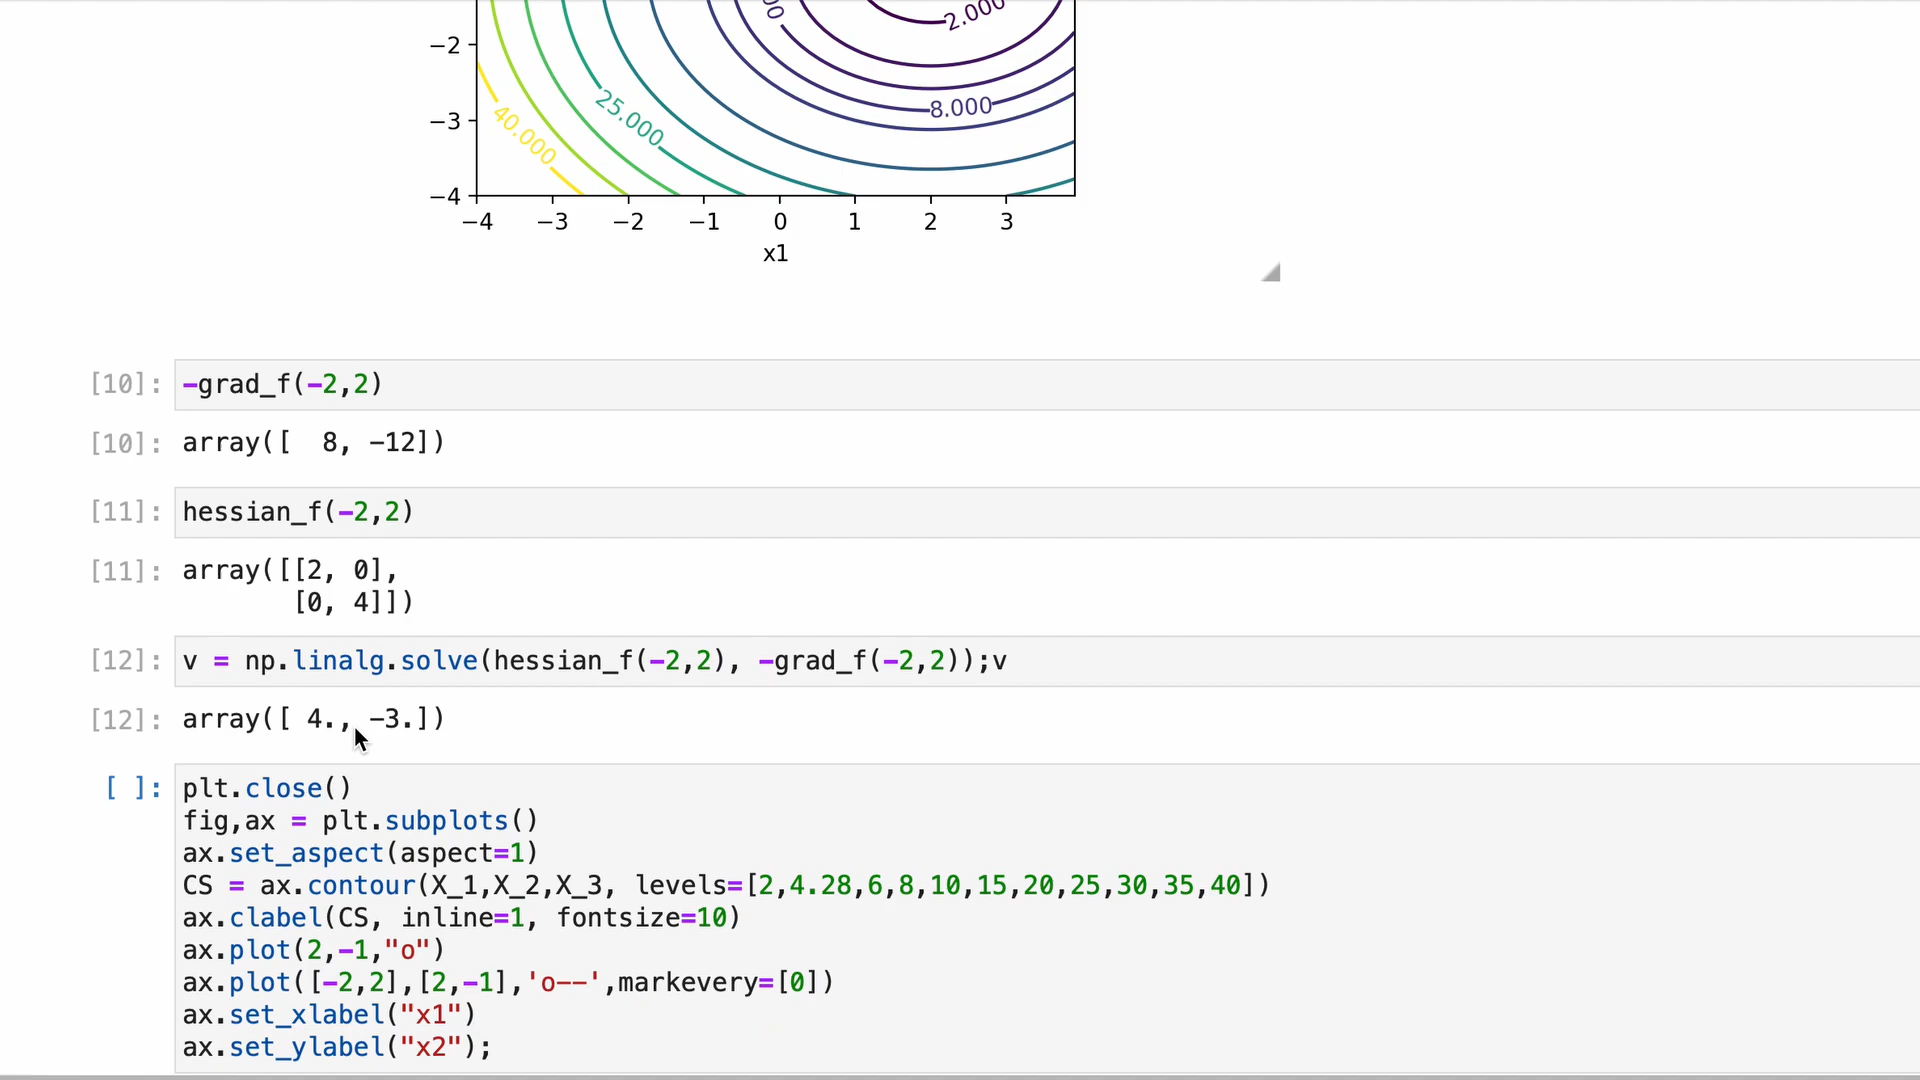 2.000
−2
−3
8.000
25.000
40.000
−4
−4 −3 −2 −1 0 1 2 3
x1
[10]: -grad_f(-2,2)
[10]: array([  8, -12])
[11]: hessian_f(-2,2)
[11]: array([[2, 0],
[0, 4]])
[12]: v = np.linalg.solve(hessian_f(-2,2), -grad_f(-2,2));v
[12]: array([ 4., -3.])
[ ]: plt.close()
fig,ax = plt.subplots()
ax.set_aspect(aspect=1)
CS = ax.contour(X_1,X_2,X_3, levels=[2,4.28,6,8,10,15,20,25,30,35,40])
ax.clabel(CS, inline=1, fontsize=10)
ax.plot(2,-1,"o")
ax.plot([-2,2],[2,-1],'o--',markevery=[0])
ax.set_xlabel("x1")
ax.set_ylabel("x2");